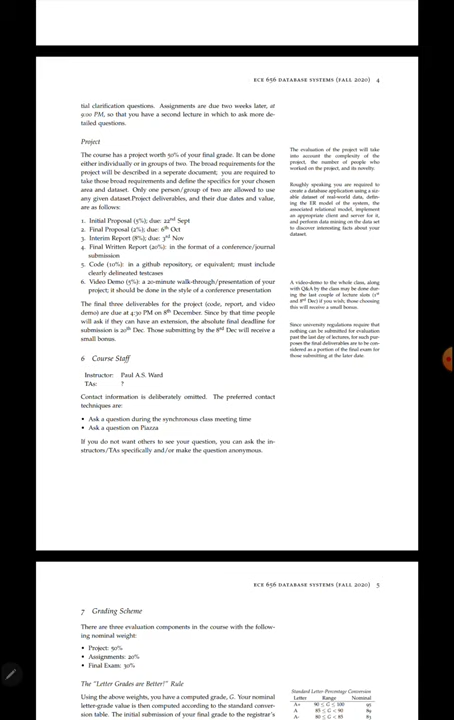 ECE 656 DATABASE SYSTEMS (FALL 2020) 4
tial clarification questions. Assignments are due two weeks later, at
9:00 PM, so that you have a second lecture in which to ask more de-
tailed questions.
Project
The course has a project worth 50% of your final grade. It can be done
either individually or in groups of two. The broad requirements for the
project will be described in a seperate document; you are required to
take those broad requirements and define the specifics for your chosen
area and dataset. Only one person/group of two are allowed to use
any given dataset.Project deliverables, and their due dates and value,
are as follows:
The evaluation of the project will take
into account the complexity of the
project, the number of people who
worked on the project, and its novelty.
Roughly speaking you are required to
create a database application using a siz-
able dataset of real-world data, defin-
ing the ER model of the system, the
associated relational model, implement
an appropriate client and server for it,
and perform data mining on the data set
to discover interesting facts about your
dataset.
1. Initial Proposal (5%); due: 22nd Sept
2. Final Proposal (2%); due: 6th Oct
3. Interim Report (8%); due: 3rd Nov
4. Final Written Report (20%): in the format of a conference/journal
submission
5. Code (10%): in a github repository, or equivalent; must include
clearly delineated testcases
6. Video Demo (5%): a 20-minute walk-through/presentation of your
project; it should be done in the style of a conference presentation
A video-demo to the whole class, along
with Q&A by the class may be done dur-
ing the last couple of lecture slots (1st
and 8rd Dec) if you wish; those choosing
this will receive a small bonus.
The final three deliverables for the project (code, report, and video
demo) are due at 4:30 PM on 8th December. Since by that time people
will ask if they can have an extension, the absolute final deadline for
submission is 20th Dec. Those submitting by the 8rd Dec will receive a
small bonus.
Since university regulations require that
nothing can be submitted for evaluation
past the last day of lectures, for such pur-
poses the final deliverables are to be con-
sidered as a portion of the final exam for
those submitting at the later date.
6 Course Staff
Instructor: Paul A.S. Ward
TAs: ?
Contact information is deliberately omitted. The preferred contact
techniques are:
• Ask a question during the synchronous class meeting time
• Ask a question on Piazza
If you do not want others to see your question, you can ask the in-
structors/TAs specifically and/or make the question anonymous.
ECE 656 DATABASE SYSTEMS (FALL 2020) 5
7 Grading Scheme
There are three evaluation components in the course with the follow-
ing nominal weight:
• Project: 50%
• Assignments: 20%
• Final Exam: 30%
The "Letter Grades are Better!" Rule
Using the above weights, you have a computed grade, G. Your nominal
letter-grade value is then computed according to the standard conver-
sion table. The initial submission of your final grade to the registrar's
Standard Letter-Percentage Conversion
Letter Range Nominal
A+ 90 ≤ G ≤ 100 95
A 85 ≤ G < 90 89
A- 80 ≤ G < 85 83